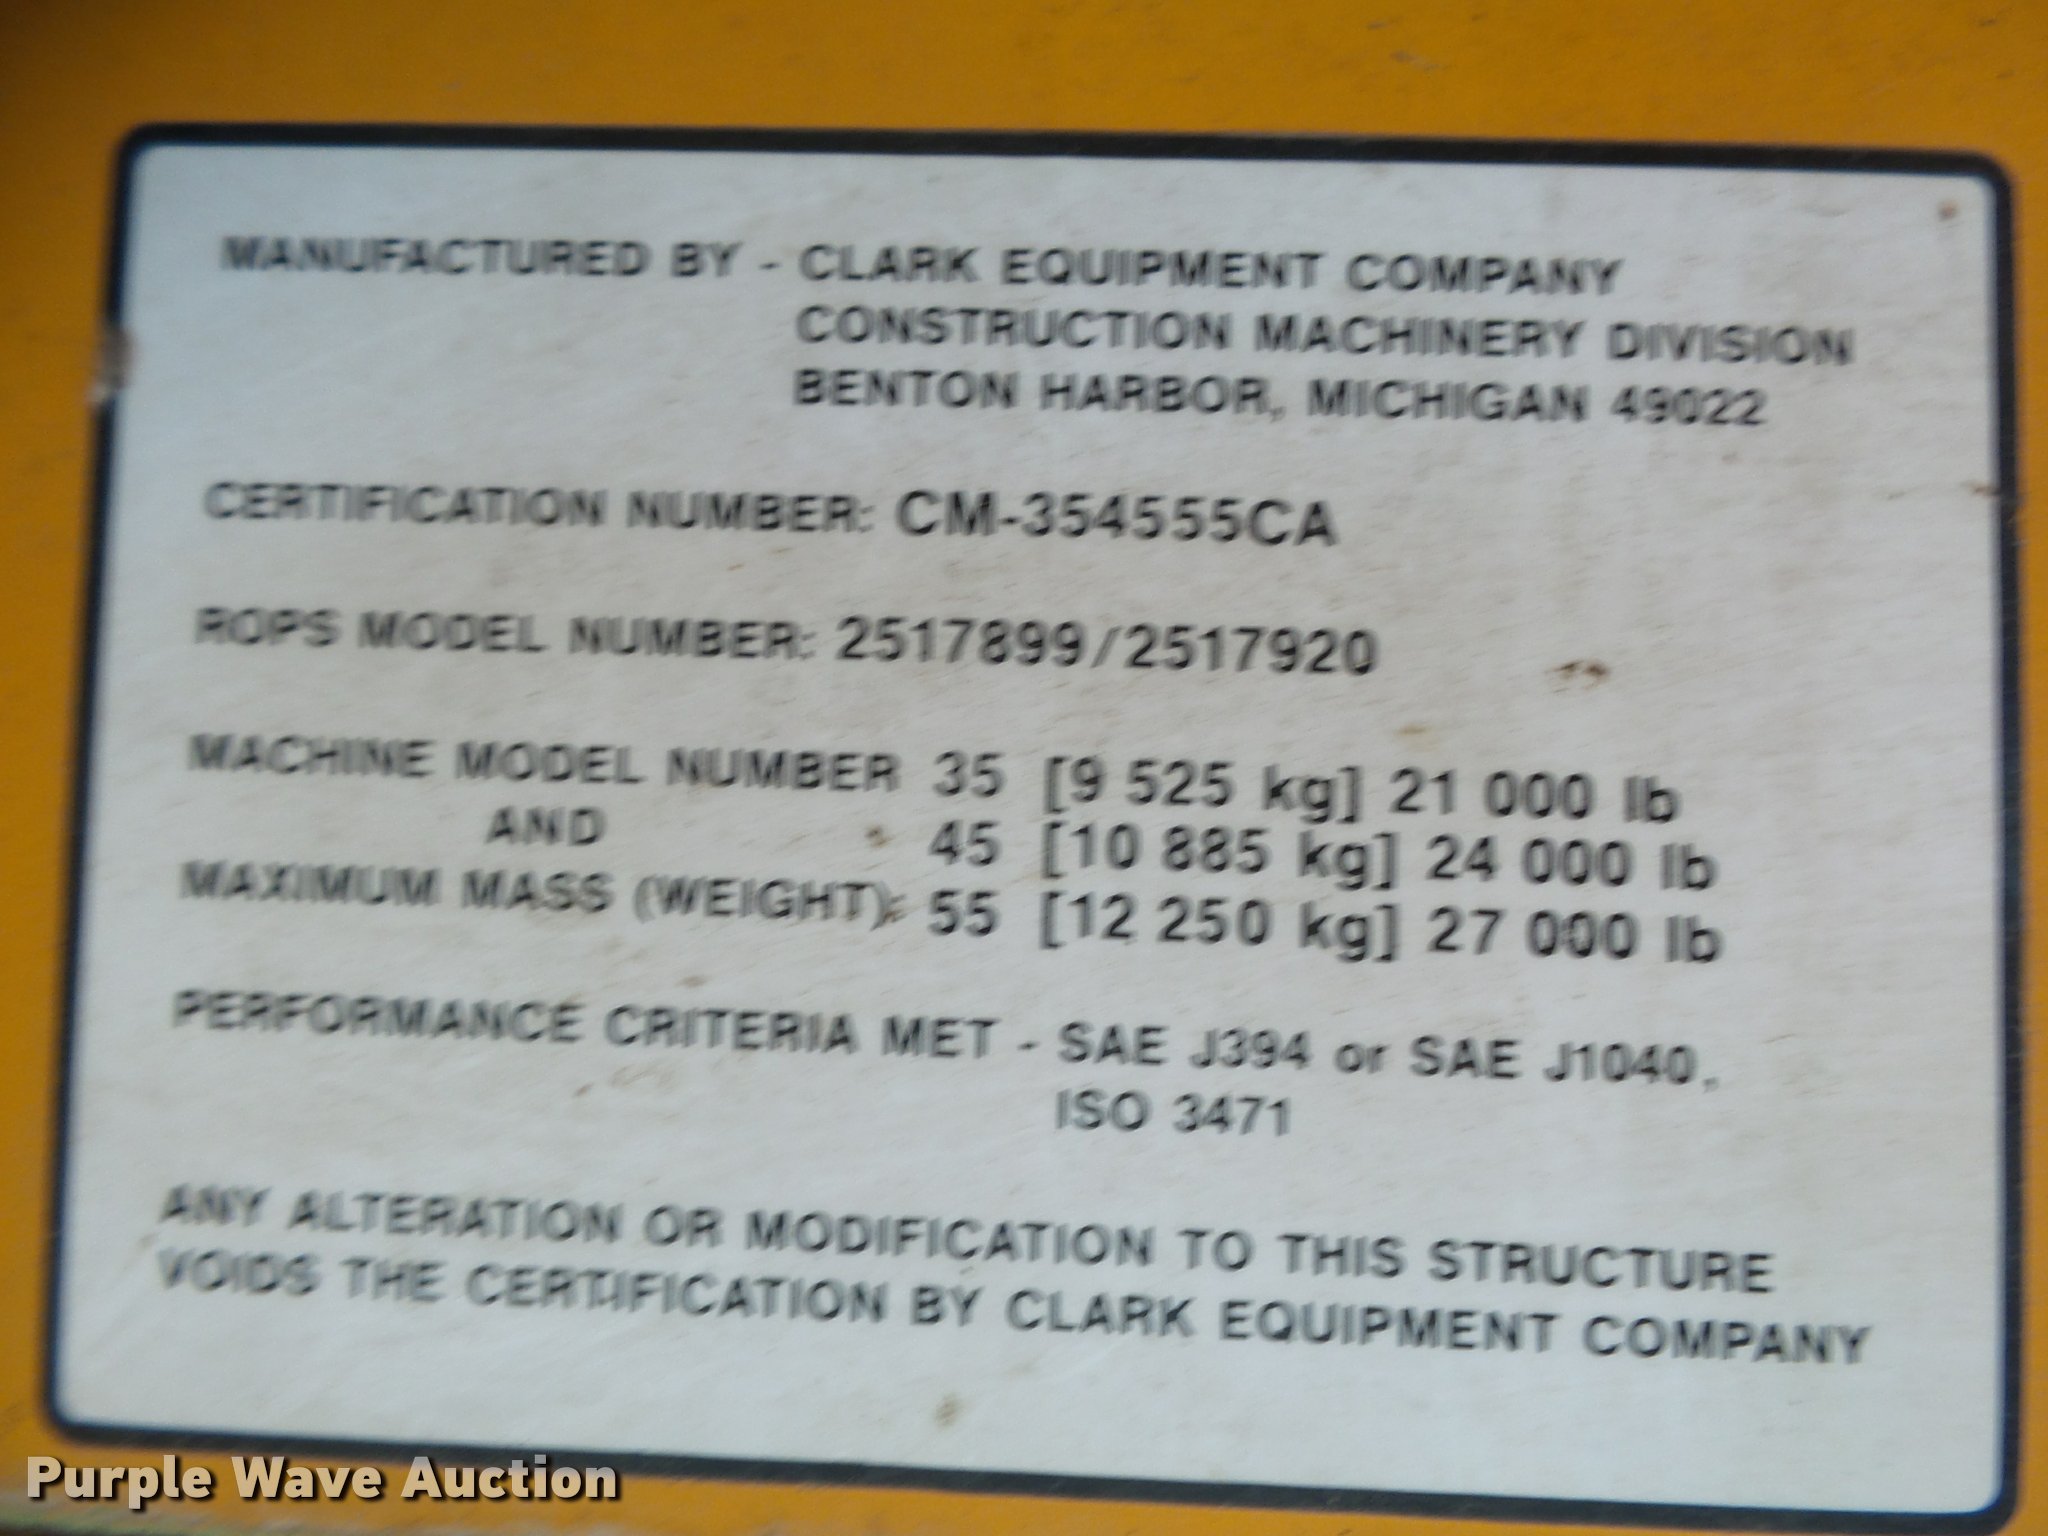 MANUFACTURED BY - CLARK EQUIPMENT COMPANY
CONSTRUCTION MACHINERY DIVISION
BENTON HARBOR, MICHIGAN 49022
CERTIFICATION NUMBER: CM-354555CA
ROPS MODEL NUMBER: 2517899/2517920
MACHINE MODEL NUMBER 35 [9 525 kg] 21 000 lb
AND 45 [10 885 kg] 24 000 lb
MAXIMUM MASS (WEIGHT): 55 [12 250 kg] 27 000 lb
PERFORMANCE CRITERIA MET - SAE J394 or SAE J1040,
ISO 3471
ANY ALTERATION OR MODIFICATION TO THIS STRUCTURE
VOIDS THE CERTIFICATION BY CLARK EQUIPMENT COMPANY
Purple Wave Auction